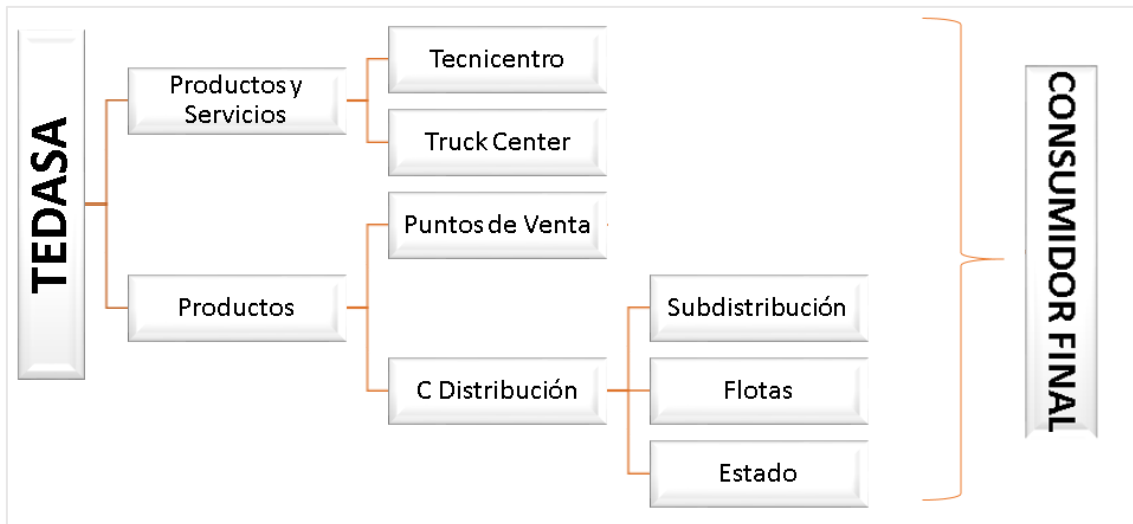 TEDASA
Productos y
Servicios
Tecnicentro
Truck Center
Productos
Puntos de Venta
C Distribución
Subdistribución
Flotas
Estado
CONSUMIDOR FINAL